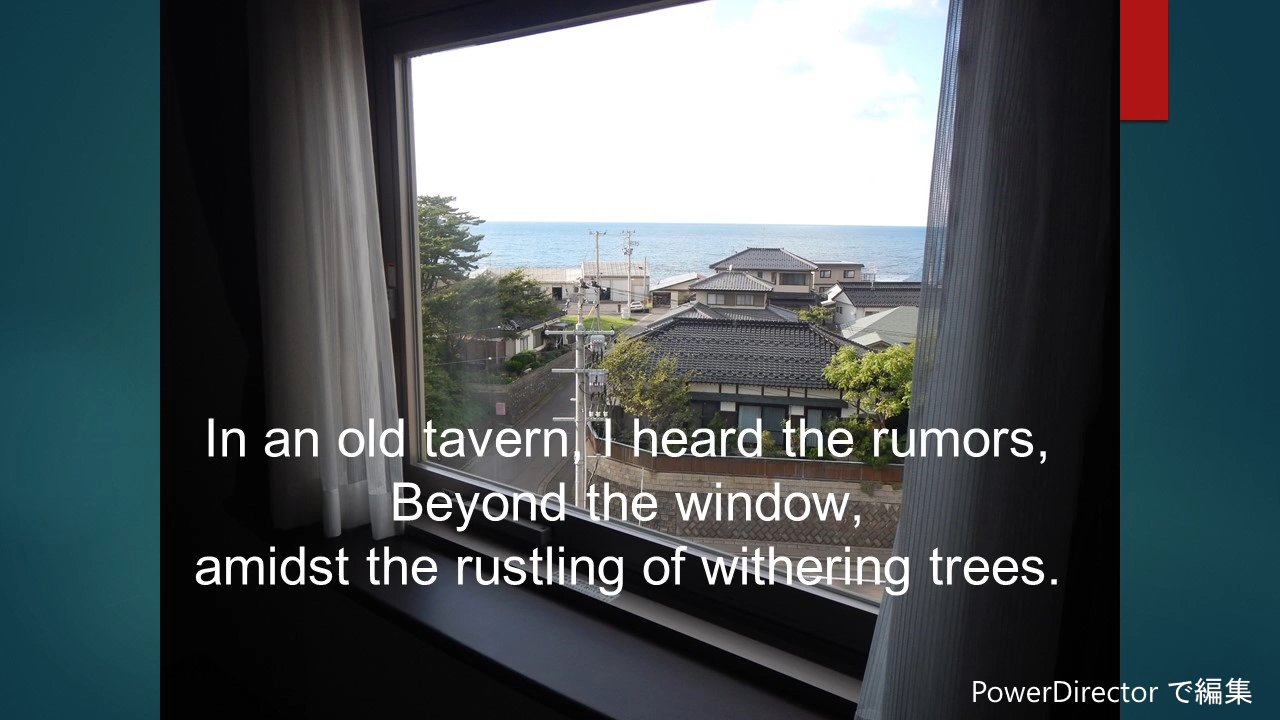 In an old tavern, I heard the rumors,
Beyond the window,
amidst the rustling of withering trees.
PowerDirector で編集